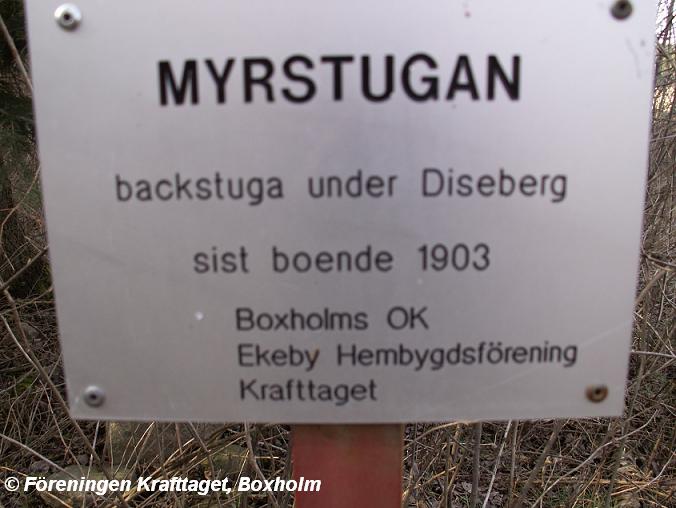 MYRSTUGAN
backstuga under Diseberg
sist boende 1903
Boxholms OK
Ekeby Hembygdsförening
Krafttaget
© Föreningen Krafttaget, Boxholm